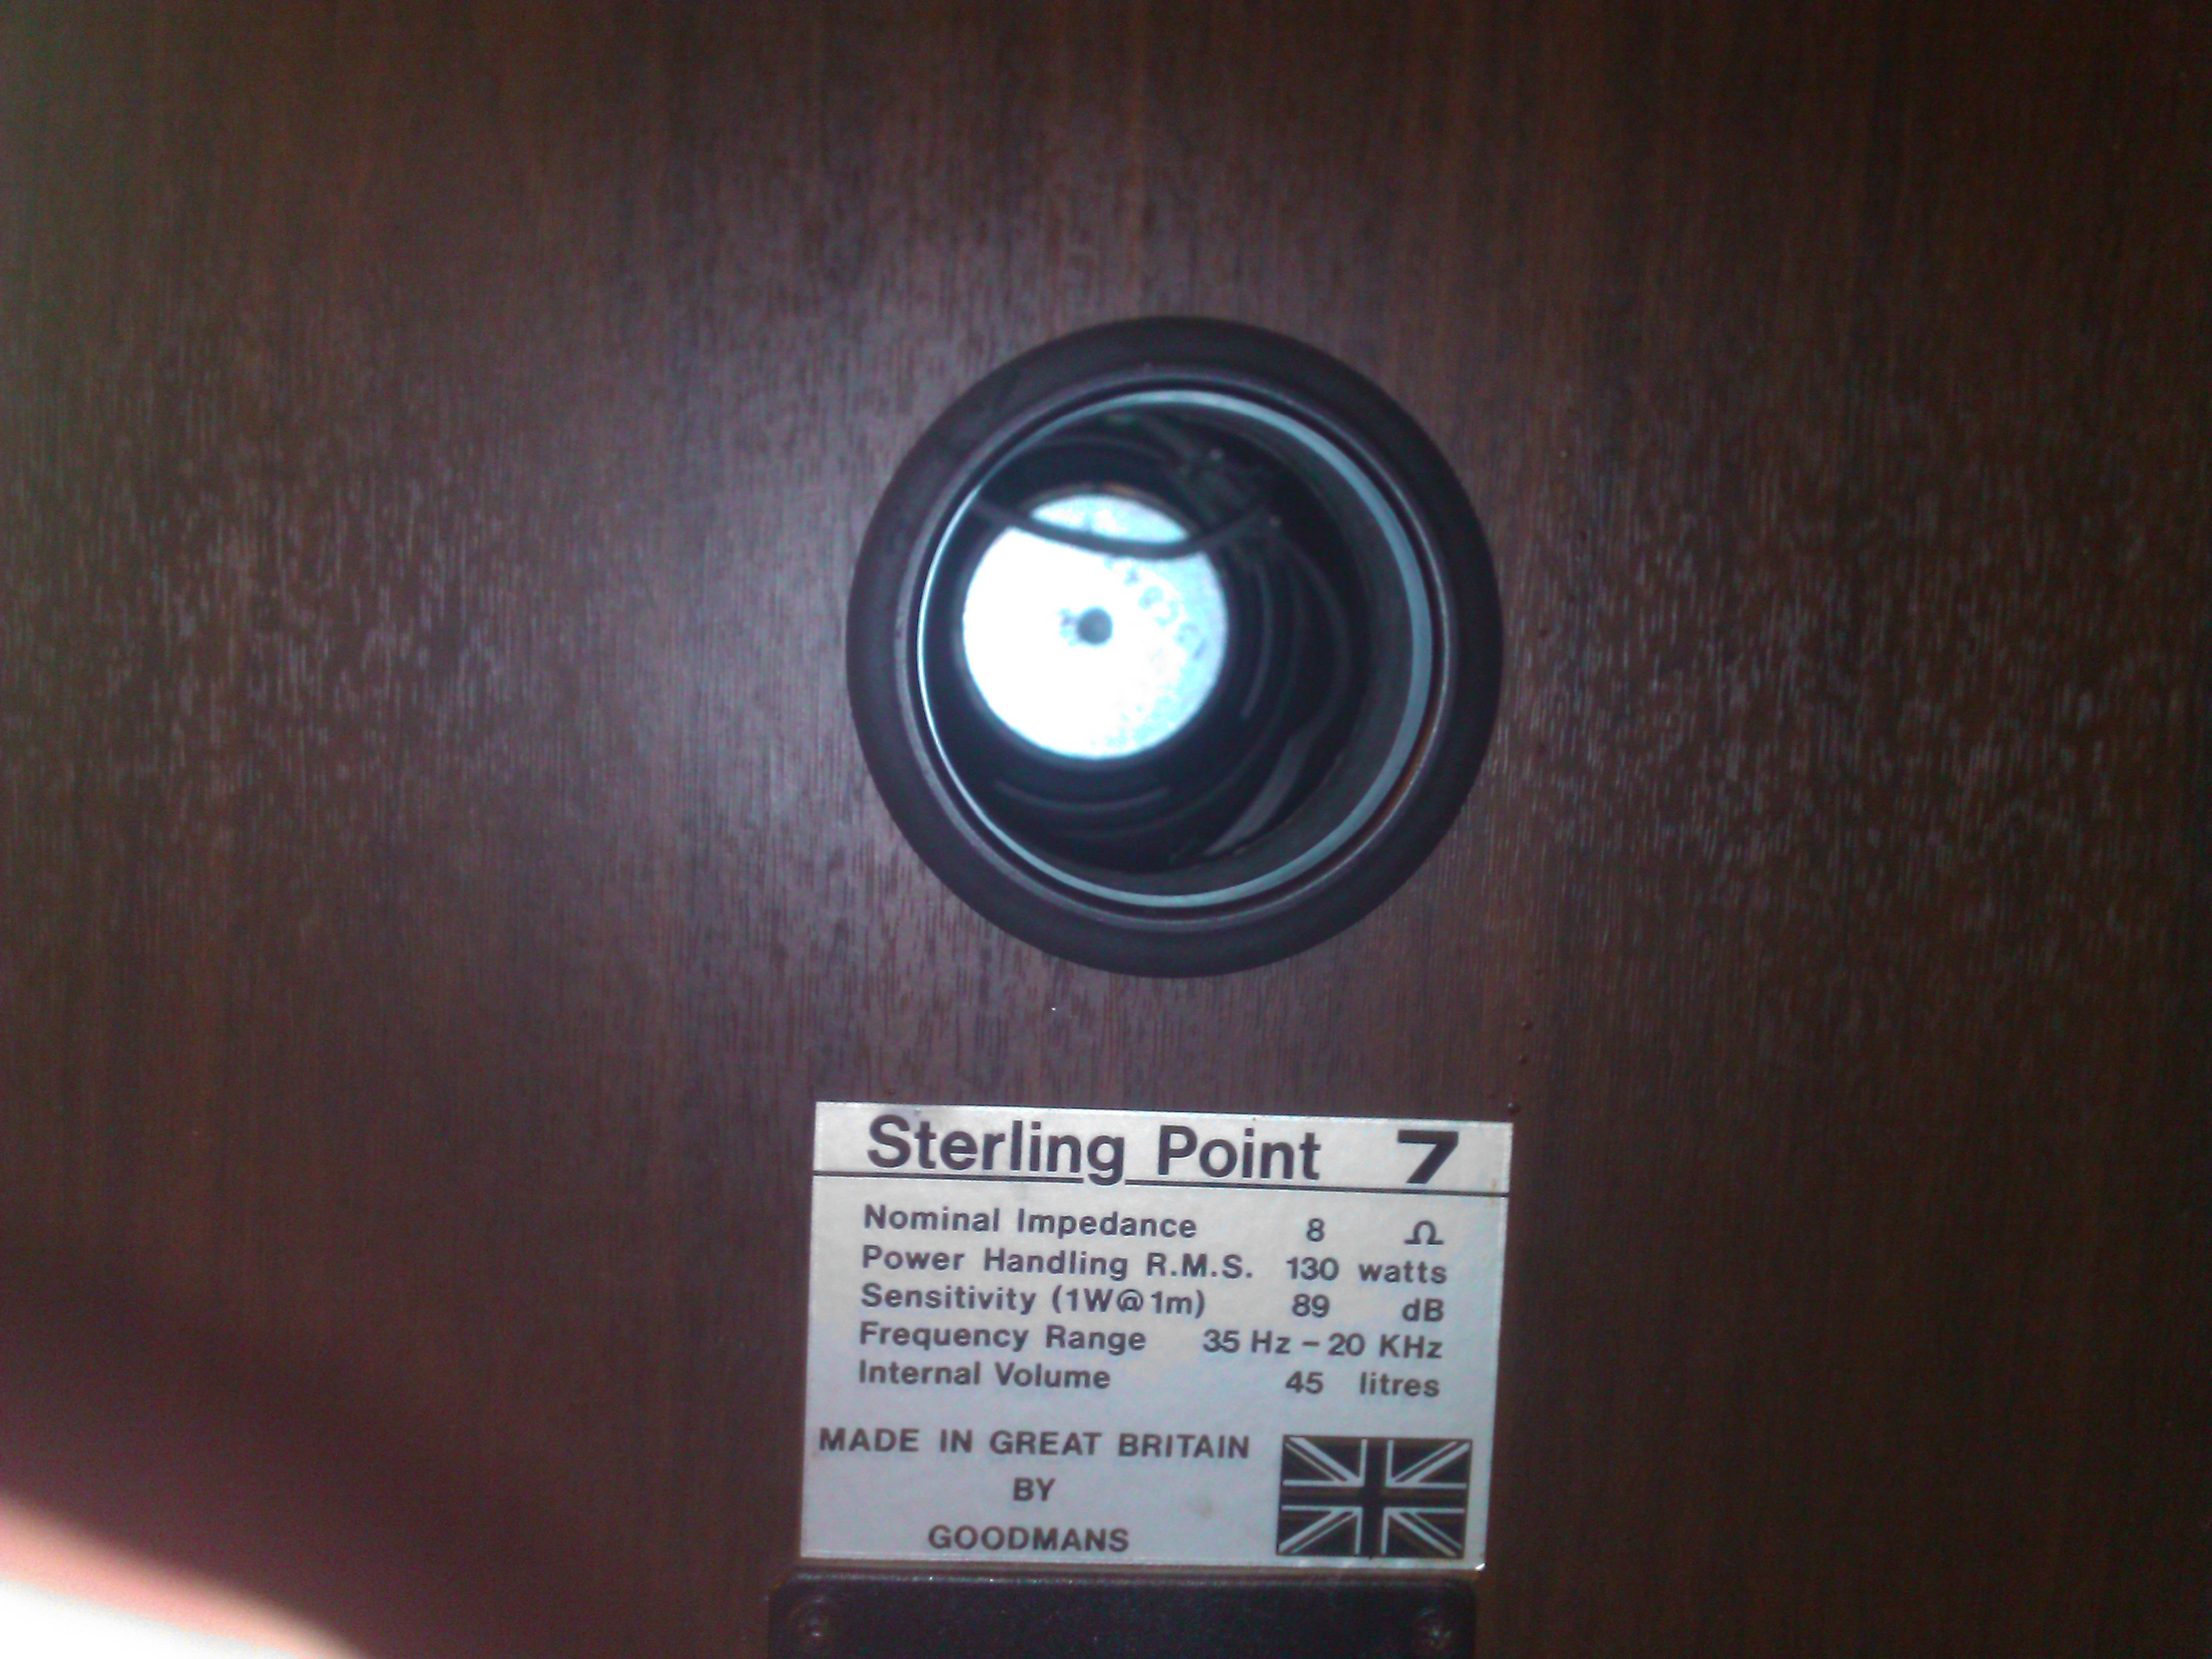 Sterling Point 7
Nominal Impedance 8 Ω
Power Handling R.M.S. 130 watts
Sensitivity (1W@1m) 89 dB
Frequency Range 35 Hz – 20 KHz
Internal Volume 45 litres
MADE IN GREAT BRITAIN
BY
GOODMANS